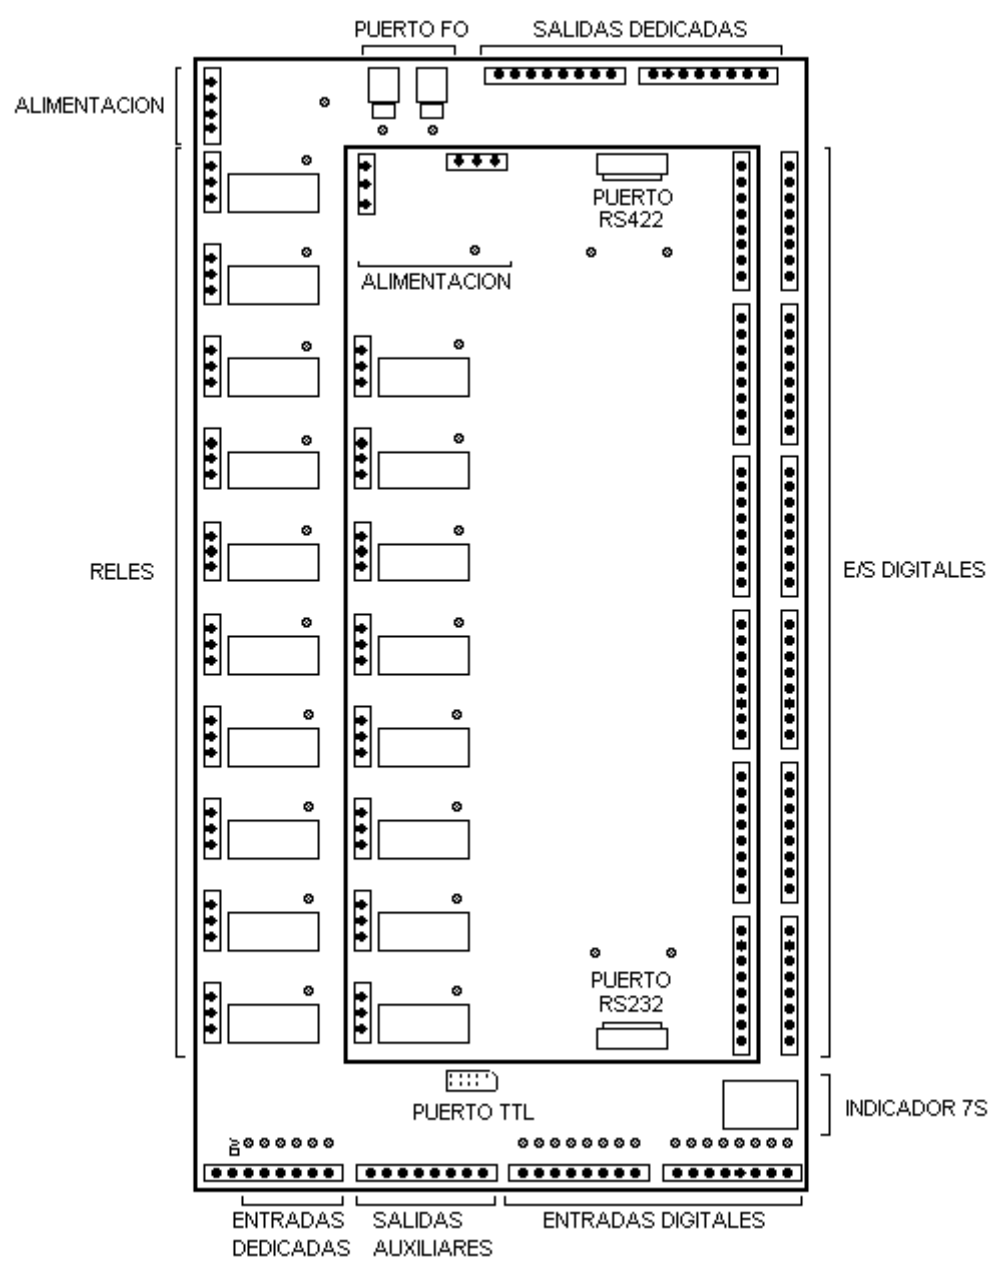 PUERTO FO
SALIDAS DEDICADAS
ALIMENTACION
PUERTO
RS422
ALIMENTACION
RELES
E/S DIGITALES
PUERTO
RS232
PUERTO TTL
INDICADOR 7S
ENTRADAS
DEDICADAS
SALIDAS
AUXILIARES
ENTRADAS DIGITALES